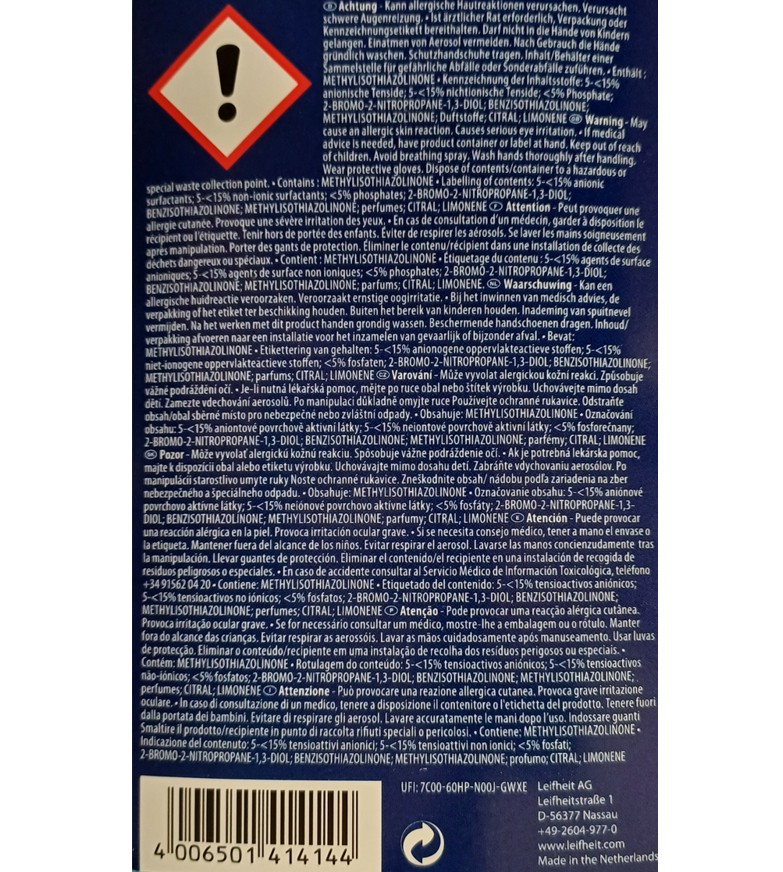 D Achtung - Kann allergische Hautreaktionen verursachen. Verursacht
schwere Augenreizung. • Ist ärztlicher Rat erforderlich, Verpackung oder
Kennzeichnungsetikett bereithalten. Darf nicht in die Hände von Kindern
gelangen. Einatmen von Aerosol vermeiden. Nach Gebrauch die Hände
gründlich waschen. Schutzhandschuhe tragen. Inhalt/Behälter einer
Sammelstelle für gefährliche Abfälle oder Sonderabfälle zuführen. • Enthält :
METHYLISOTHIAZOLINONE • Kennzeichnung der Inhaltsstoffe: 5-<15%
anionische Tenside, 5-<15% nichtionische Tenside, <5% Phosphate;
2-BROMO-2-NITROPROPANE-1,3-DIOL; BENZISOTHIAZOLINONE;
METHYLISOTHIAZOLINONE; Duftstoffe; CITRAL; LIMONENE GB Warning - May
cause an allergic skin reaction. Causes serious eye irritation. • If medical
advice is needed, have product container or label at hand. Keep out of reach
of children. Avoid breathing spray. Wash hands thoroughly after handling.
Wear protective gloves. Dispose of contents/container to a hazardous or
special waste collection point. • Contains : METHYLISOTHIAZOLINONE • Labelling of contents: 5-<15% anionic
surfactants; 5-<15% non-ionic surfactants; <5% phosphates; 2-BROMO-2-NITROPROPANE-1,3-DIOL;
BENZISOTHIAZOLINONE; METHYLISOTHIAZOLINONE; perfumes; CITRAL; LIMONENE F Attention - Peut provoquer une
allergie cutanée. Provoque une sévère irritation des yeux. • En cas de consultation d'un médecin, garder à disposition le
récipient ou l'étiquette. Tenir hors de portée des enfants. Éviter de respirer les aérosols. Se laver les mains soigneusement
après manipulation. Porter des gants de protection. Éliminer le contenu/récipient dans une installation de collecte des
déchets dangereux ou spéciaux. • Contient : METHYLISOTHIAZOLINONE • Étiquetage du contenu : 5-<15% agents de surface
anioniques; 5-<15% agents de surface non ioniques; <5% phosphates; 2-BROMO-2-NITROPROPANE-1,3-DIOL;
BENZISOTHIAZOLINONE; METHYLISOTHIAZOLINONE; parfums; CITRAL; LIMONENE. NL Waarschuwing - Kan een
allergische huidreactie veroorzaken. Veroorzaakt ernstige oogirritatie. • Bij het inwinnen van medisch advies, de
verpakking of het etiket ter beschikking houden. Buiten het bereik van kinderen houden. Inademing van spuitnevel
vermijden. Na het werken met dit product handen grondig wassen. Beschermende handschoenen dragen. Inhoud/
verpakking afvoeren naar een installatie voor het inzamelen van gevaarlijk of bijzonder afval. • Bevat:
METHYLISOTHIAZOLINONE • Etikettering van gehalten: 5-<15% anionogene oppervlakteactieve stoffen; 5-<15%
niet-ionogene oppervlakteactieve stoffen; <5% fosfaten; 2-BROMO-2-NITROPROPANE-1,3-DIOL; BENZISOTHIAZOLINONE;
METHYLISOTHIAZOLINONE; parfums; CITRAL; LIMONENE CZ Varování - Může vyvolat alergickou kožní reakci. Způsobuje
vážné podráždění očí. • Je-li nutná lékařská pomoc, mějte po ruce obal nebo štítek výrobku. Uchovávejte mimo dosah
dětí. Zamezte vdechování aerosolů. Po manipulaci důkladně omyjte ruce Používejte ochranné rukavice. Odstraňte
obsah/obal sběrné místo pro nebezpečné nebo zvláštní odpady. • Obsahuje: METHYLISOTHIAZOLINONE • Označování
obsahu: 5-<15% aniontové povrchově aktivní látky; 5-<15% neiontové povrchově aktivní látky; <5% fosforečnany;
2-BROMO-2-NITROPROPANE-1,3-DIOL; BENZISOTHIAZOLINONE; METHYLISOTHIAZOLINONE; parfémy; CITRAL; LIMONENE
SK Pozor - Môže vyvolať alergickú kožnú reakciu. Spôsobuje vážne podráždenie očí. • Ak je potrebná lekárska pomoc,
majte k dispozícii obal alebo etiketu výrobku. Uchovávajte mimo dosahu detí. Zabráňte vdychovaniu aerosólov. Po
manipulácii starostlivo umyte ruky Noste ochranné rukavice. Zneškodnite obsah/ nádobu podľa zariadenia na zber
nebezpečného a špeciálneho odpadu. • Obsahuje: METHYLISOTHIAZOLINONE • Označovanie obsahu: 5-<15% aniónové
povrchovo aktívne látky; 5-<15% neiónové povrchovo aktívne látky; <5% fosfáty; 2-BROMO-2-NITROPROPANE-1,3-
DIOL; BENZISOTHIAZOLINONE; METHYLISOTHIAZOLINONE; parfumy; CITRAL; LIMONENE E Atención - Puede provocar
una reacción alérgica en la piel. Provoca irritación ocular grave. • Si se necesita consejo médico, tener a mano el envase o
la etiqueta. Mantener fuera del alcance de los niños. Evitar respirar el aerosol. Lavarse las manos concienzudamente tras
la manipulación. Llevar guantes de protección. Eliminar el contenido/el recipiente en una instalación de recogida de
residuos peligrosos o especiales. • En caso de accidente consultar al Servicio Médico de Información Toxicológica, teléfono
+34 91562 04 20 • Contiene: METHYLISOTHIAZOLINONE • Etiquetado del contenido: 5-<15% tensioactivos aniónicos;
5-<15% tensioactivos no iónicos; <5% fosfatos; 2-BROMO-2-NITROPROPANE-1,3-DIOL; BENZISOTHIAZOLINONE;
METHYLISOTHIAZOLINONE; perfumes; CITRAL; LIMONENE P Atenção - Pode provocar uma reacção alérgica cutânea.
Provoca irritação ocular grave. • Se for necessário consultar um médico, mostre-lhe a embalagem ou o rótulo. Manter
fora do alcance das crianças. Evitar respirar as aerossóis. Lavar as mãos cuidadosamente após manuseamento. Usar luvas
de protecção. Eliminar o conteúdo/recipiente em uma instalação de recolha dos resíduos perigosos ou especiais. •
Contém: METHYLISOTHIAZOLINONE • Rotulagem do conteúdo: 5-<15% tensioactivos aniónicos; 5-<15% tensioactivos
não-iónicos; <5% fosfatos; 2-BROMO-2-NITROPROPANE-1,3-DIOL; BENZISOTHIAZOLINONE; METHYLISOTHIAZOLINONE;
perfumes; CITRAL; LIMONENE I Attenzione - Può provocare una reazione allergica cutanea. Provoca grave irritazione
oculare. • In caso di consultazione di un medico, tenere a disposizione il contenitore o l'etichetta del prodotto. Tenere fuori
dalla portata dei bambini. Evitare di respirare gli aerosol. Lavare accuratamente le mani dopo l'uso. Indossare guanti
Smaltire il prodotto/recipiente in punto di raccolta rifiuti speciali o pericolosi. • Contiene: METHYLISOTHIAZOLINONE •
Indicazione del contenuto: 5-<15% tensioattivi anionici; 5-<15% tensioattivi non ionici; <5% fosfati;
2-BROMO-2-NITROPROPANE-1,3-DIOL; BENZISOTHIAZOLINONE; METHYLISOTHIAZOLINONE; profumo; CITRAL; LIMONENE
4 006501 414144
UFI: 7C00-60HP-N00J-GWXE
Leifheit AG
Leifheitstraße 1
D-56377 Nassau
+49-2604-977-0
www.leifheit.com
Made in the Netherlands